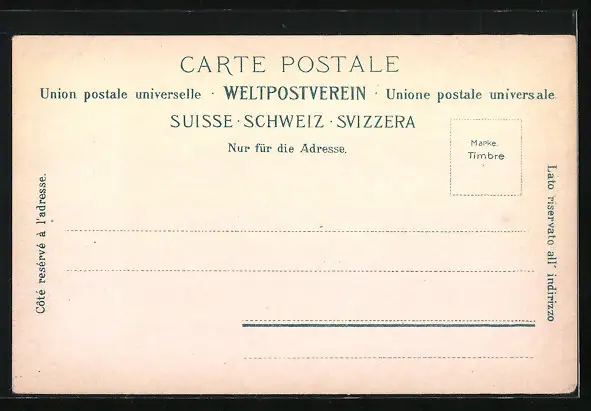 CARTE POSTALE
Union postale universelle · WELTPOSTVEREIN · Unione postale universale.
SUISSE · SCHWEIZ · SVIZZERA
Nur für die Adresse.
Marke.
Timbre
Côté resérvé à l'adresse.
Lato riservato all' indirizzo